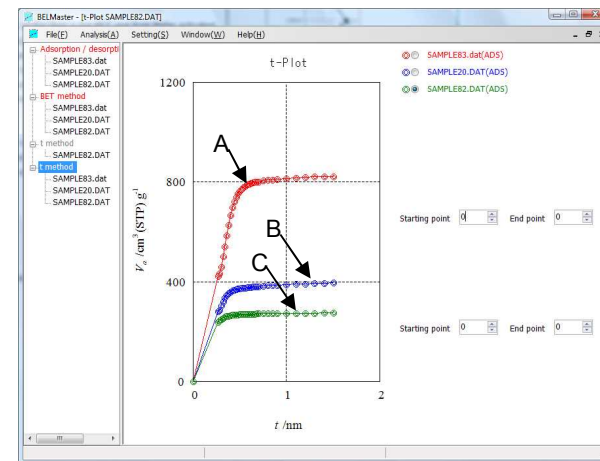 BELMaster - [t-Plot SAMPLE82.DAT]
File(F) Analysis(A) Setting(S) Window(W) Help(H)
Adsorption / desorpti
SAMPLE83.dat
SAMPLE20.DAT
SAMPLE82.DAT
BET method
SAMPLE83.dat
SAMPLE20.DAT
SAMPLE82.DAT
t method
SAMPLE82.DAT
t method
SAMPLE83.dat
SAMPLE20.DAT
SAMPLE82.DAT
t-Plot
SAMPLE83.dat(ADS)
SAMPLE20.DAT(ADS)
SAMPLE82.DAT(ADS)
1200
800
400
0
Va /cm3(STP) g-1
A
B
C
0 1 2
t /nm
Starting point 0 End point 0
Starting point 0 End point 0